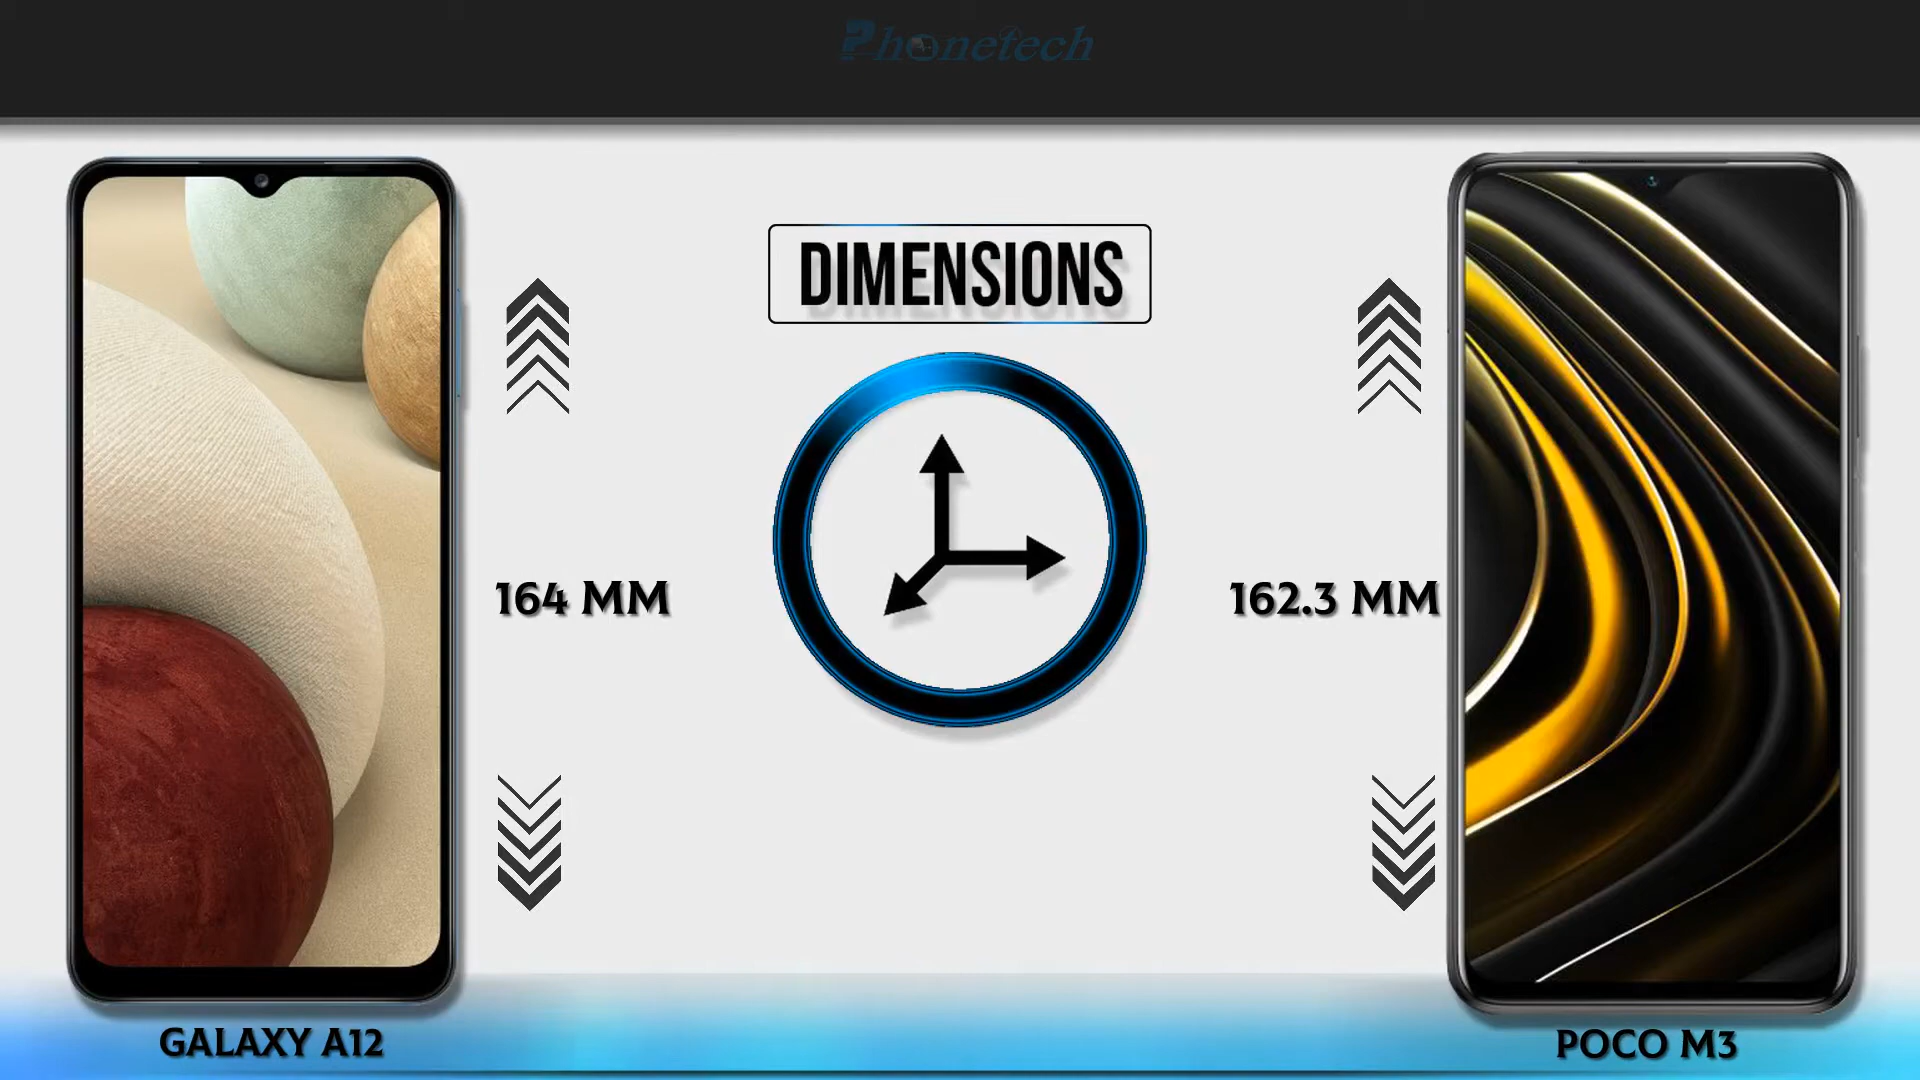 Phonetech
DIMENSIONS
164 MM
162.3 MM
GALAXY A12
POCO M3